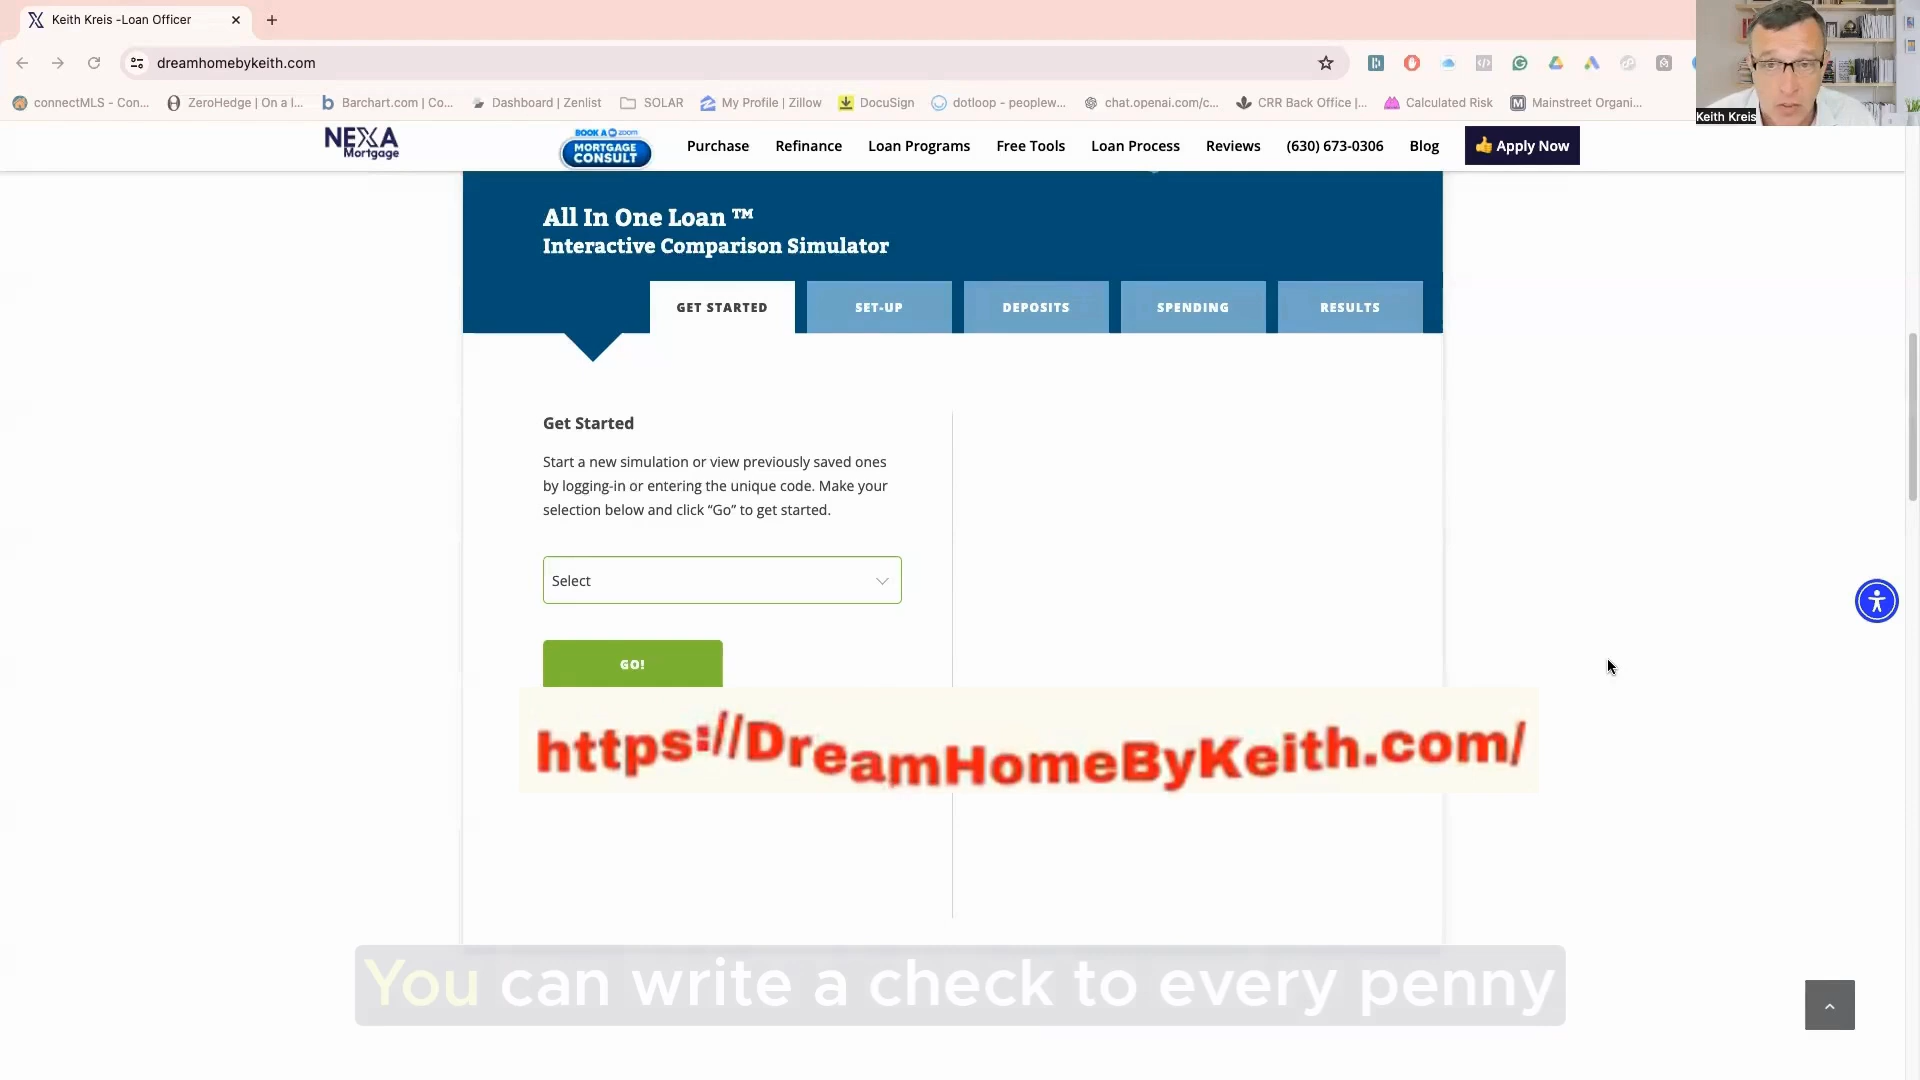 Keith Kreis -Loan Officer
dreamhomebykeith.com
connectMLS - Con...
ZeroHedge | On a l...
Barchart.com | Co...
Dashboard | Zenlist
SOLAR
My Profile | Zillow
DocuSign
dotloop - peoplew...
chat.openai.com/c...
CRR Back Office |...
Calculated Risk
Mainstreet Organi...
Keith Kreis
NEXA
Mortgage
BOOK A zoom
MORTGAGE
CONSULT
Purchase
Refinance
Loan Programs
Free Tools
Loan Process
Reviews
(630) 673-0306
Blog
👍 Apply Now
All In One Loan ™
Interactive Comparison Simulator
GET STARTED
SET-UP
DEPOSITS
SPENDING
RESULTS
Get Started
Start a new simulation or view previously saved ones
by logging-in or entering the unique code. Make your
selection below and click “Go” to get started.
Select
GO!
https://DreamHomeByKeith.com/
You can write a check to every penny